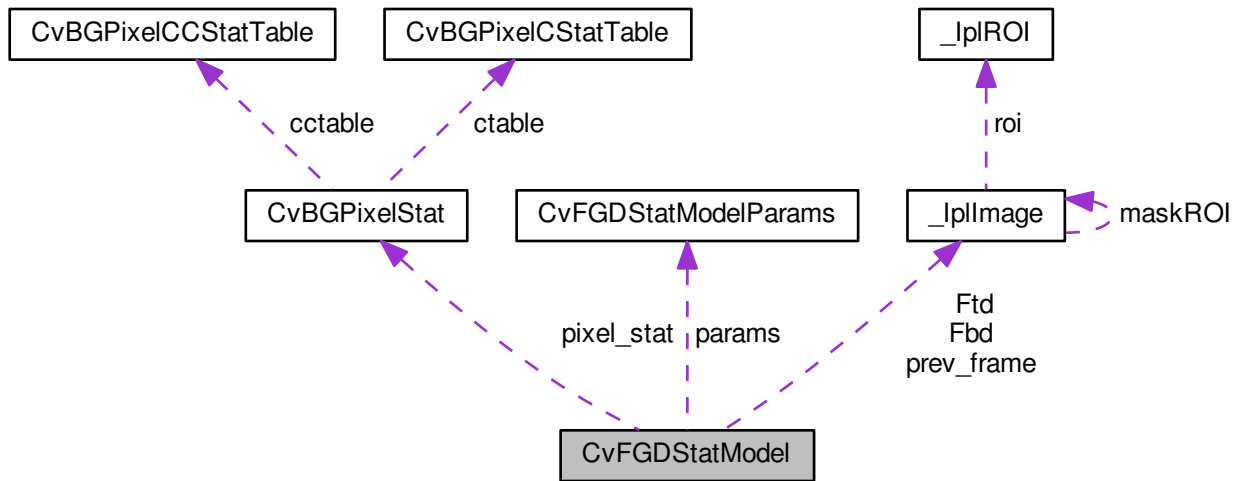 CvBGPixelCCStatTable
CvBGPixelCStatTable
_IplROI
cctable
ctable
roi
CvBGPixelStat
CvFGDStatModelParams
_IplImage
maskROI
pixel_stat
params
Ftd
Fbd
prev_frame
CvFGDStatModel